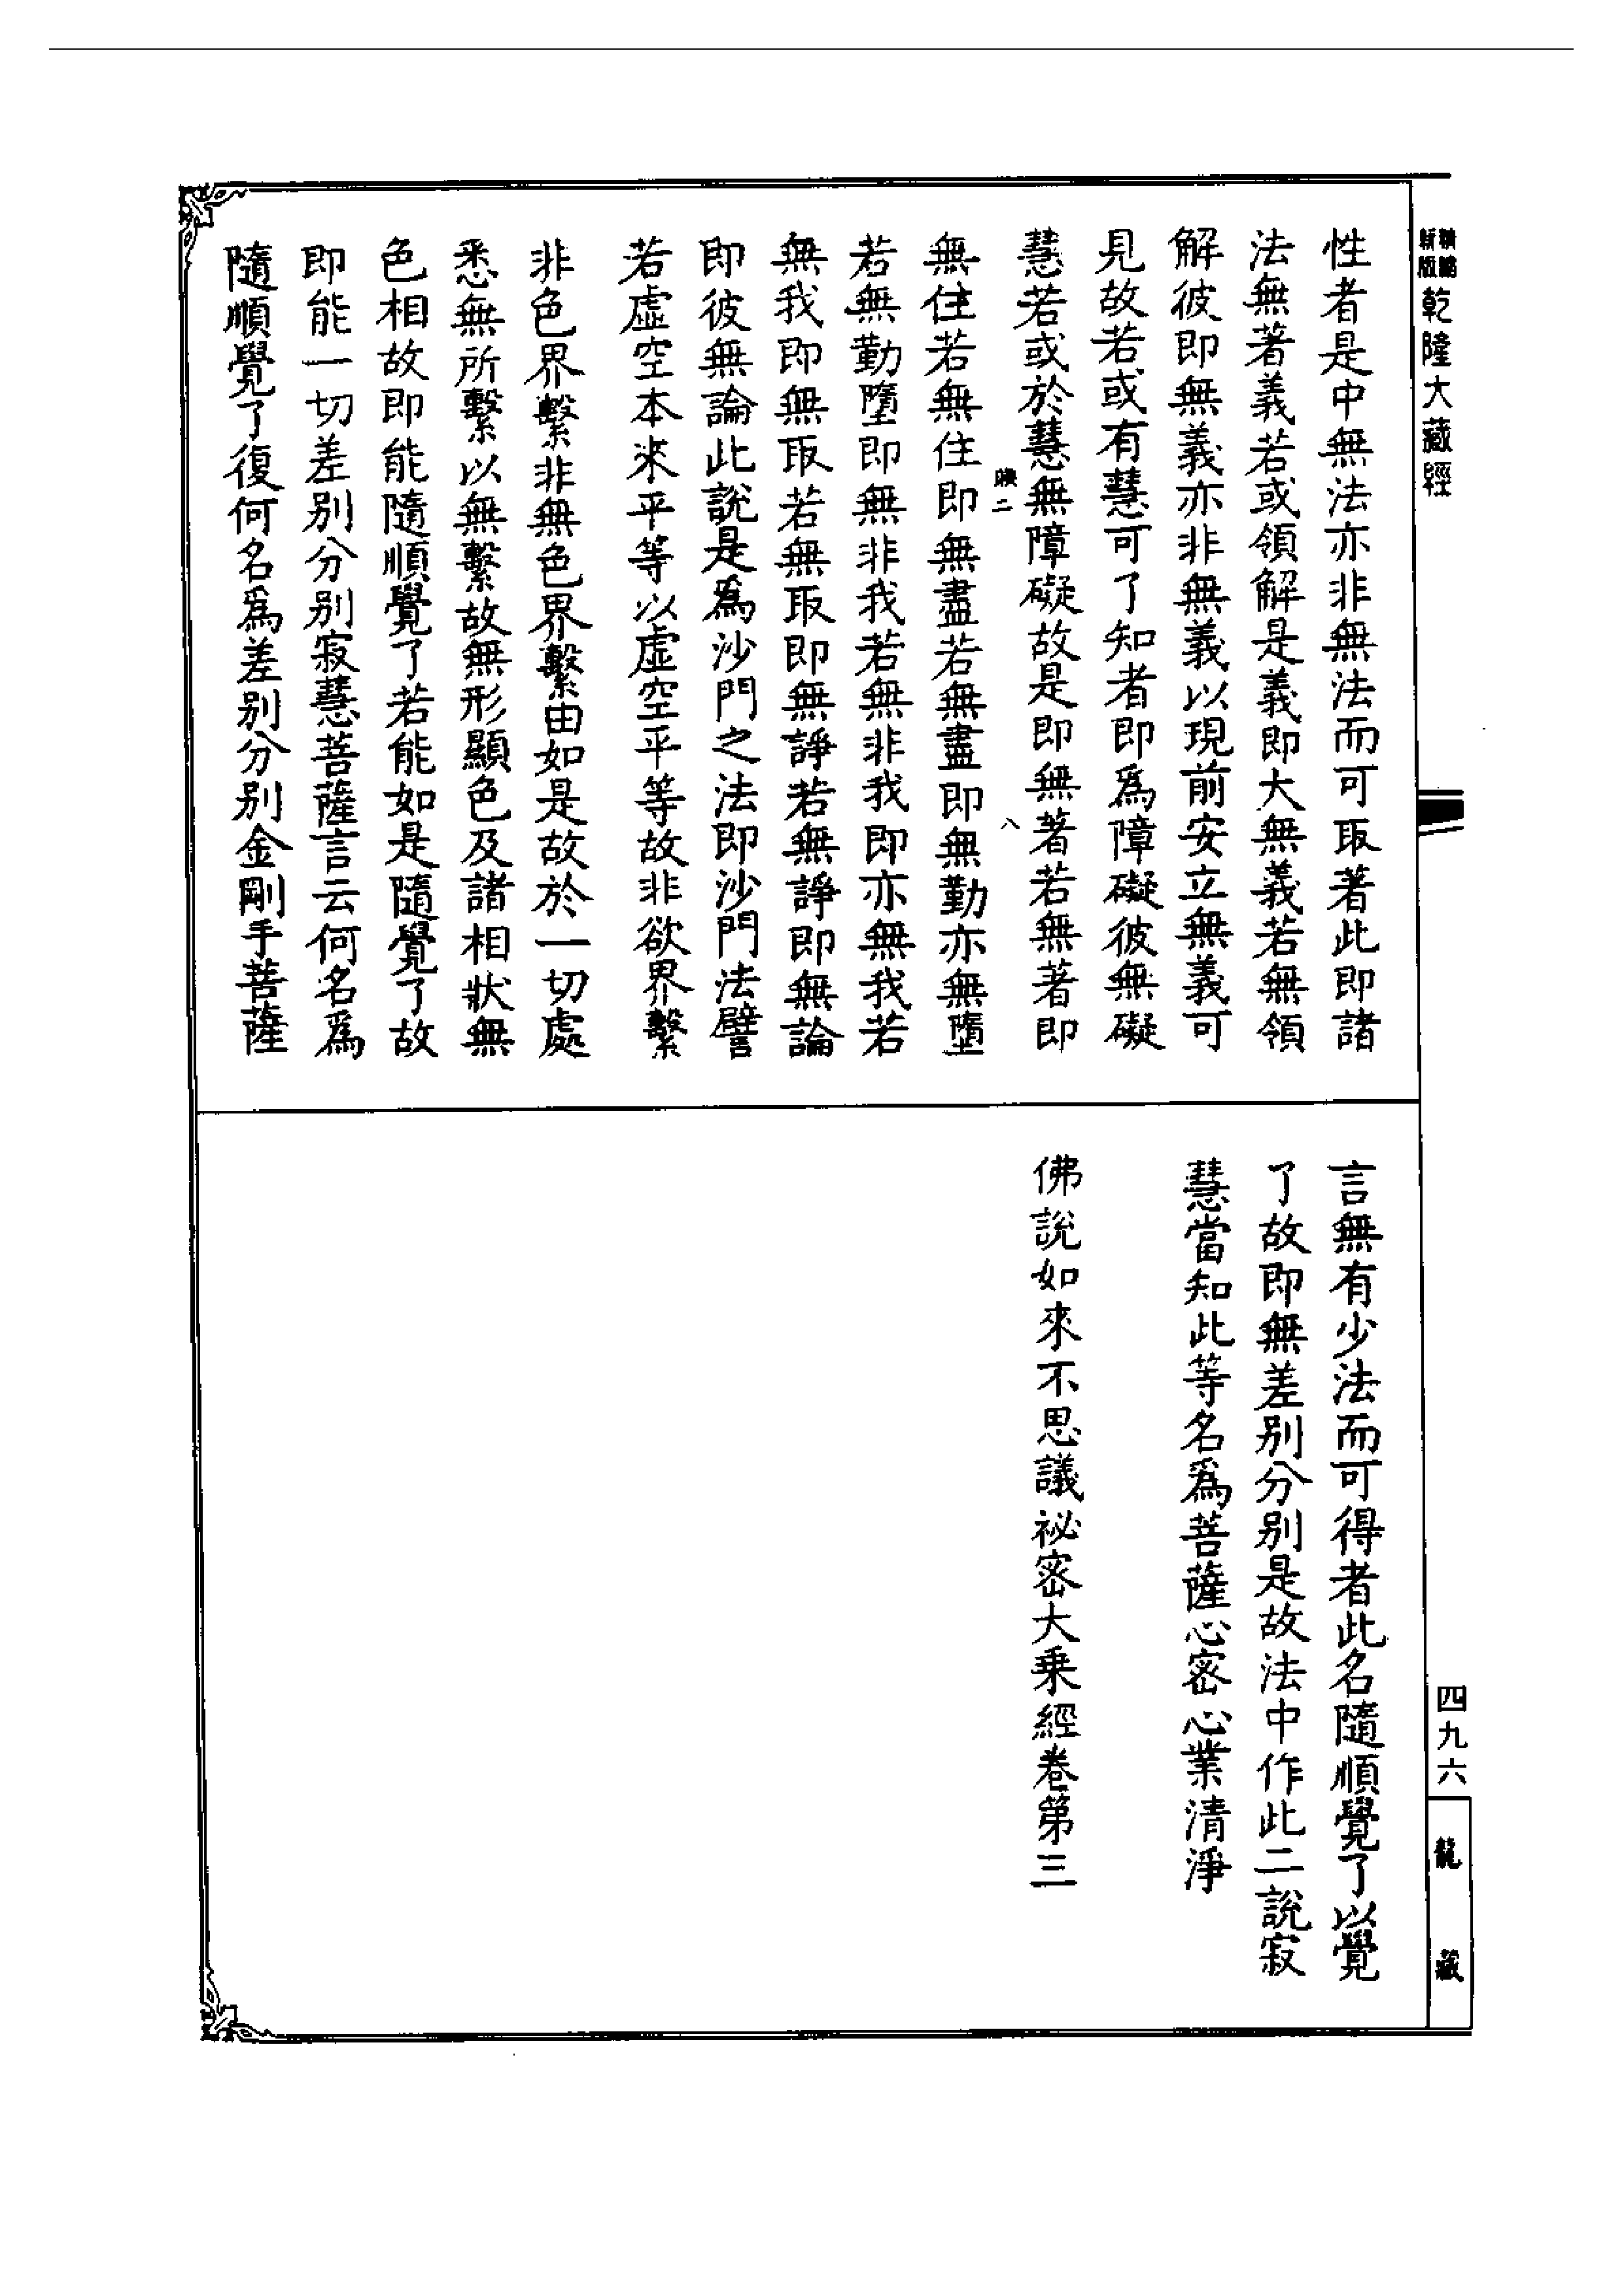 新編
新版
乾隆大藏經
性者是中無法亦非無法而可取著此即諸
法無著義若或領解是義即大無義若無領
解彼即無義亦非無義以現前安立無義可
見故若或有慧可了知者即爲障礙彼無礙
慧若或於慧無障礙故是即無著若無著即
二
八
無住若無住即無盡若無盡即無勤亦無墮
若無勤墮即無非我若無非我即亦無我若
無我即無取若無取即無諍若無諍即無論
即彼無論此說是爲沙門之法即沙門法譬
若虛空本來平等以虛空平等故非欲界繫
非色界繫非無色界繫由如是故於一切處
悉無所繫以無繫故無形顯色及諸相狀無
色相故即能隨順覺了若能如是隨覺了故
即能一切差別分別寂慧菩薩言云何名爲
隨順覺了復何名爲差別分別金剛手菩薩
言無有少法而可得者此名隨順覺了以覺
了故即無差別分別是故法中作此二說寂
慧當知此等名爲菩薩心密心業清淨
佛說如來不思議祕密大乘經卷第三
四九六
龍藏